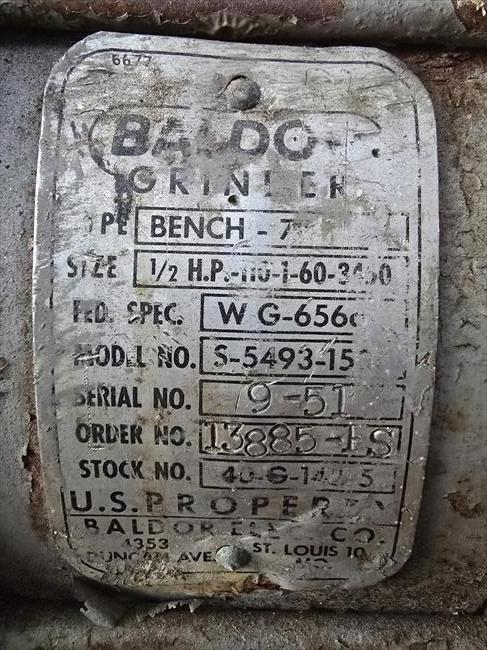 6677
BALDOR
GRINDER
TYPE BENCH - 7
SIZE 1/2 H.P.-110-1-60-3450
FED. SPEC. W G-656
MODEL NO. S-5493-15
SERIAL NO. 9-51
ORDER NO. 13885-
STOCK NO.
U.S. PROPERTY
BALDOR ELEC. CO.
4353
DUNCAN AVE. ST. LOUIS 10,
MO.